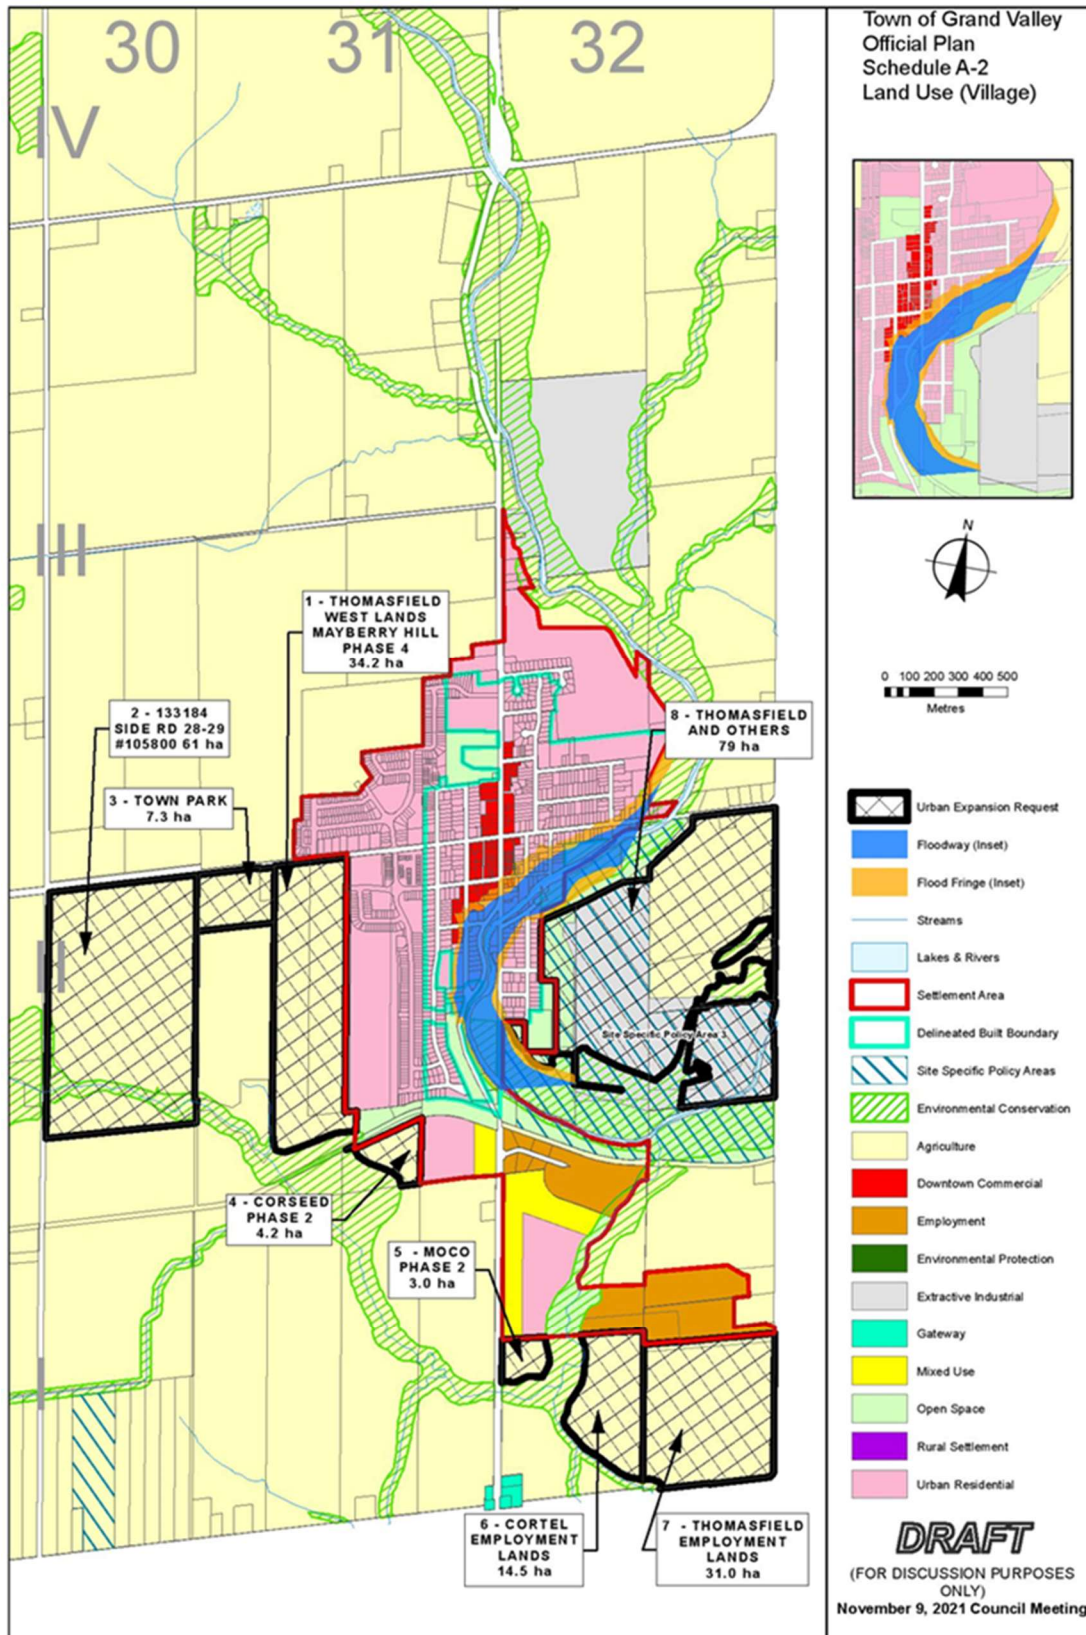 30
31
32
IV
III
II
I
1 - THOMASFIELD
WEST LANDS
MAYBERRY HILL
PHASE 4
34.2 ha
2 - 133184
SIDE RD 28-29
#105800 61 ha
3 - TOWN PARK
7.3 ha
8 - THOMASFIELD
AND OTHERS
79 ha
Site Specific Policy Area 3
4 - CORSEED
PHASE 2
4.2 ha
5 - MOCO
PHASE 2
3.0 ha
6 - CORTEL
EMPLOYMENT
LANDS
14.5 ha
7 - THOMASFIELD
EMPLOYMENT
LANDS
31.0 ha
Town of Grand Valley
Official Plan
Schedule A-2
Land Use (Village)
N
0 100 200 300 400 500
Metres
Urban Expansion Request
Floodway (Inset)
Flood Fringe (Inset)
Streams
Lakes & Rivers
Settlement Area
Delineated Built Boundary
Site Specific Policy Areas
Environmental Conservation
Agriculture
Downtown Commercial
Employment
Environmental Protection
Extractive Industrial
Gateway
Mixed Use
Open Space
Rural Settlement
Urban Residential
DRAFT
(FOR DISCUSSION PURPOSES
ONLY)
November 9, 2021 Council Meeting